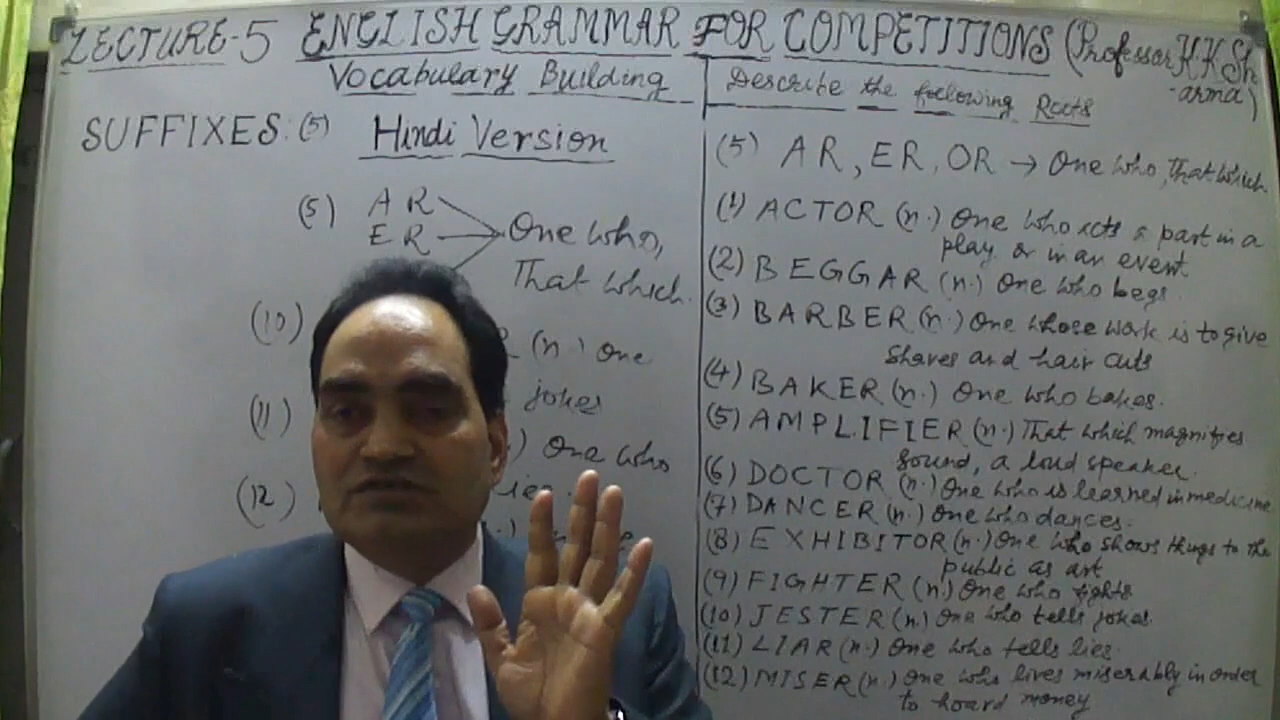 LECTURE-5 ENGLISH GRAMMAR FOR COMPETITIONS (Professor KK Sharma)
Vocabulary Building
SUFFIXES: (5) Hindi Version
(5) AR
ER
One who,
That which.
(10)
(n.) One
jokes
(11)
) One who
lies.
(12)
Describe the following Roots
(5) AR, ER, OR → One who, That which.
(1) ACTOR (n.) One who acts a part in a
play or in an event.
(2) BEGGAR (n.) One who begs.
(3) BARBER (n.) One whose work is to give
Shaves and hair cuts
(4) BAKER (n.) One who bakes.
(5) AMPLIFIER (n.) That which magnifies
Sound, a loud speaker.
(6) DOCTOR (n.) One who is learned in medicine
(7) DANCER (n.) One who dances.
(8) EXHIBITOR (n.) One who shows things to the
public as art
(9) FIGHTER (n.) One who fights
(10) JESTER (n.) One who tells jokes.
(11) LIAR (n.) One who tells lies.
(12) MISER (n.) One who lives miserably in order
to hoard money